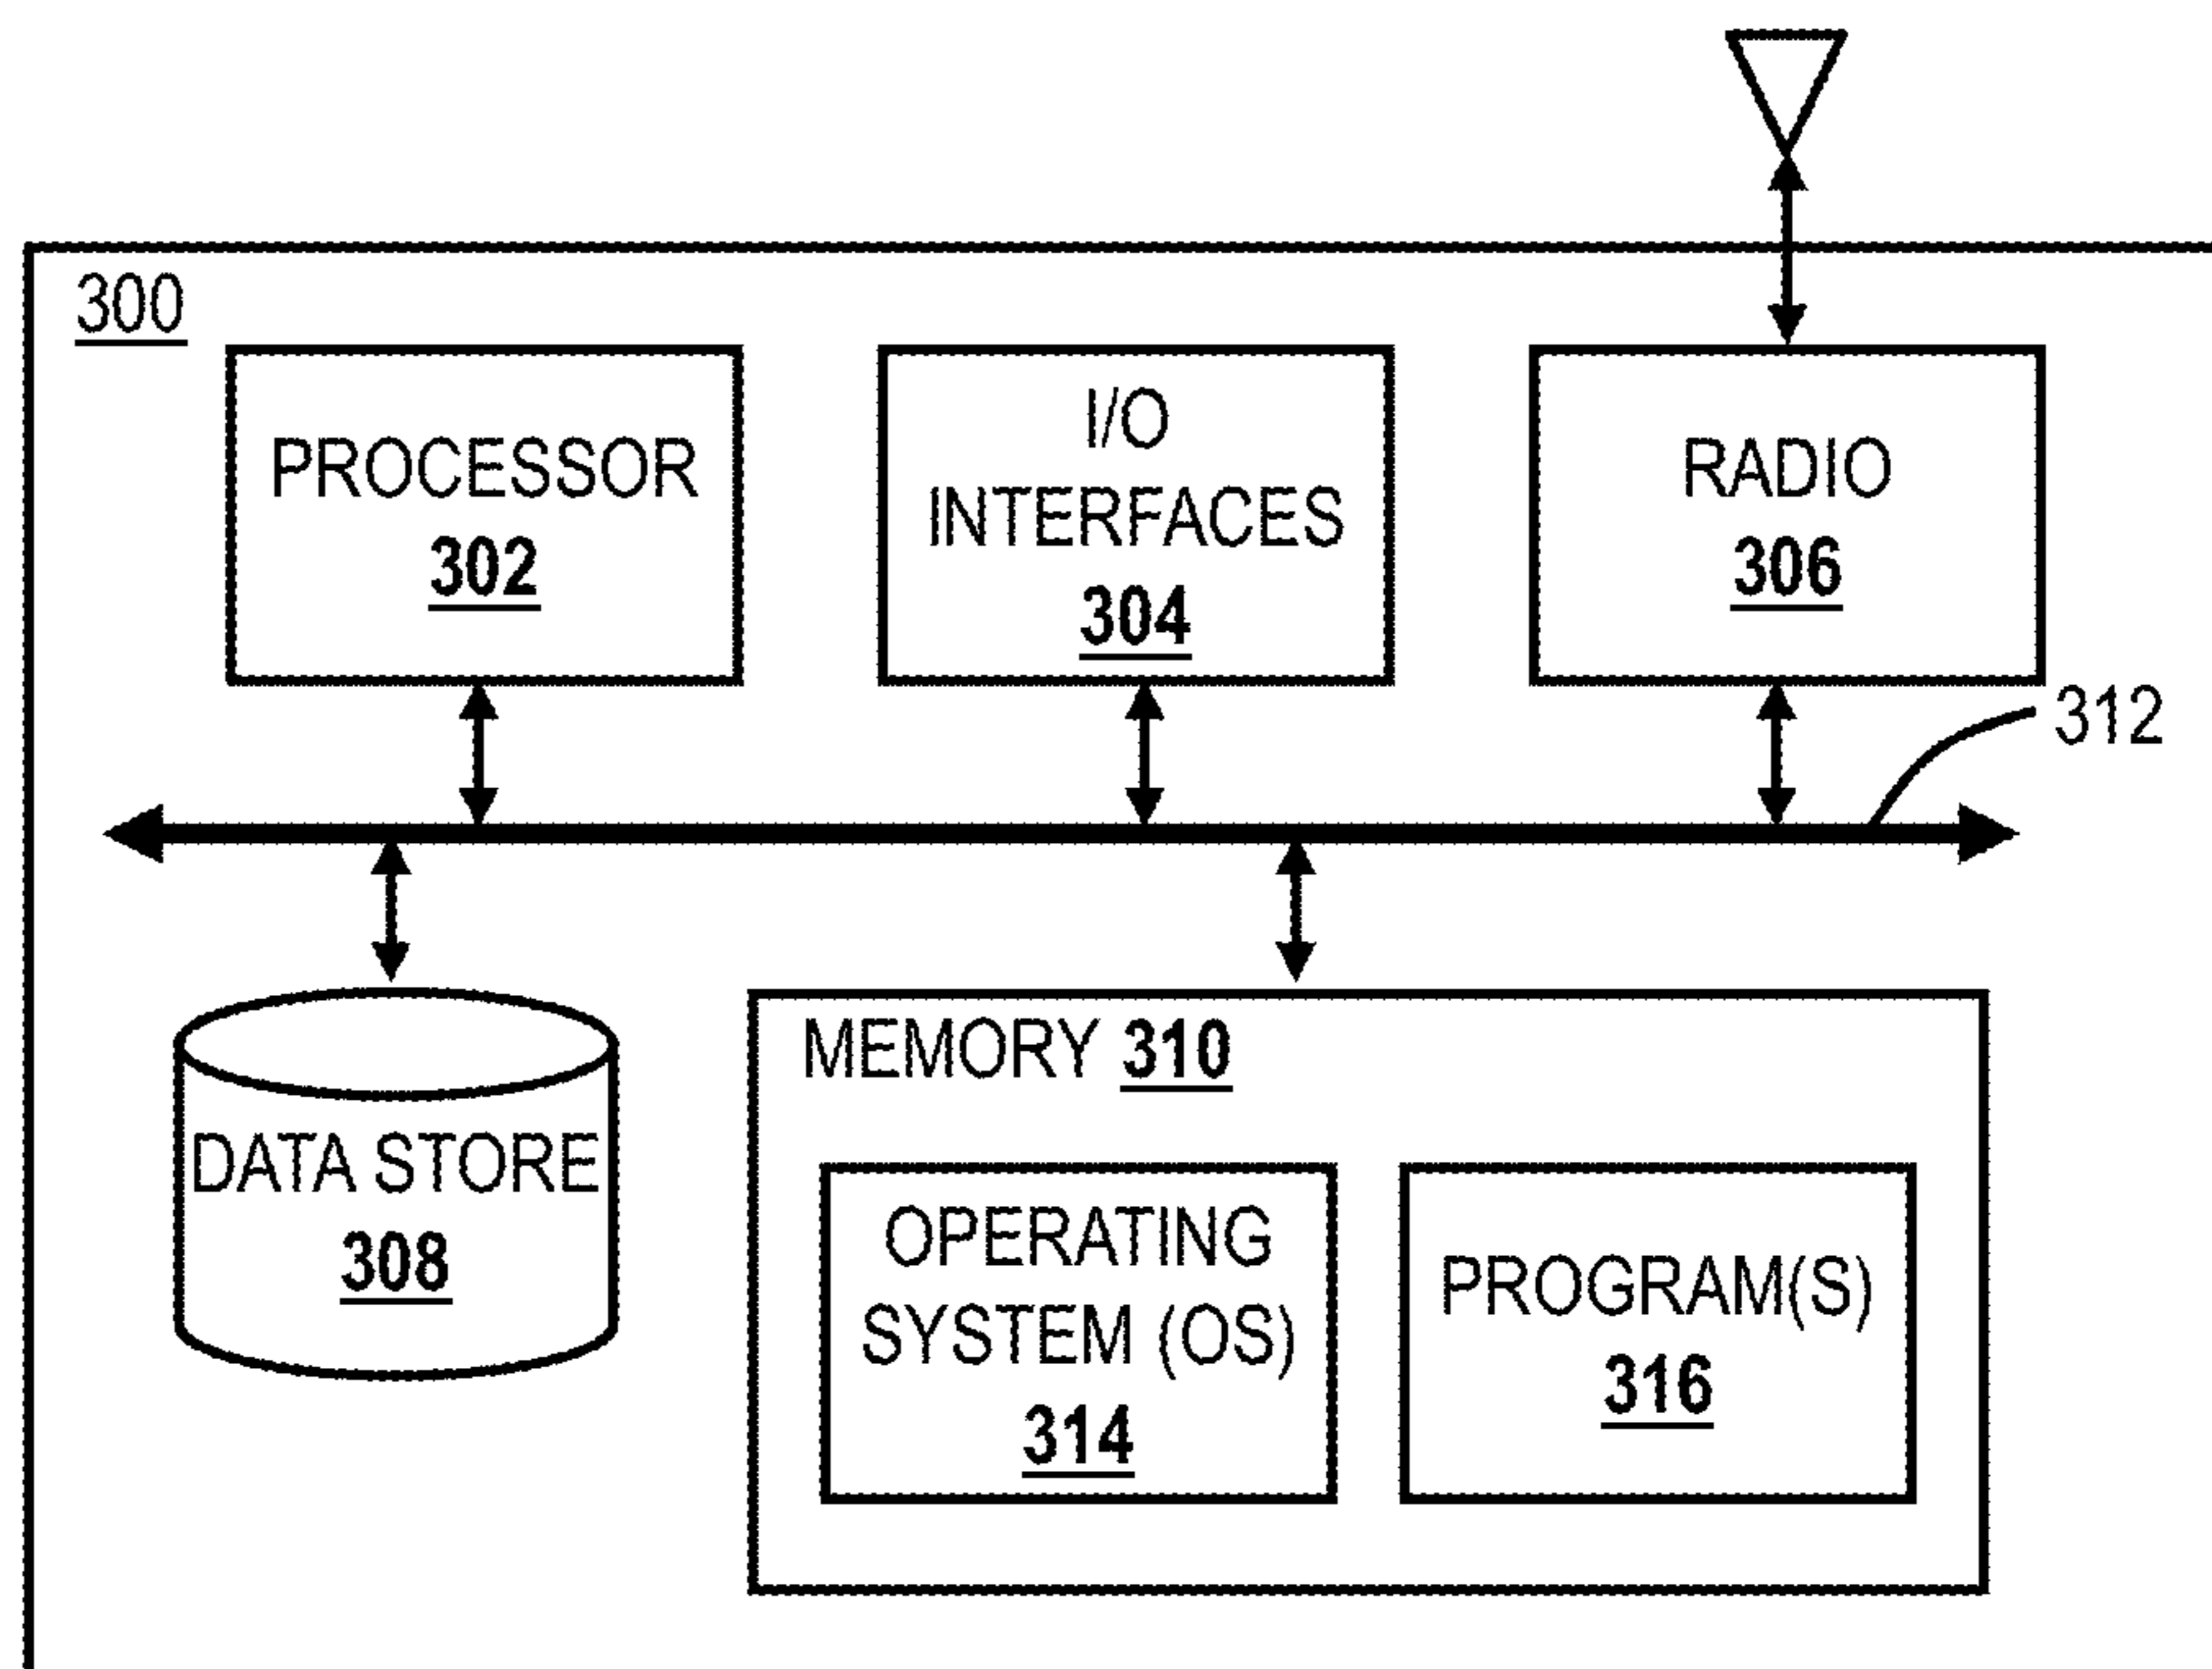 300
PROCESSOR
302
I/O
INTERFACES
304
RADIO
306
312
DATA STORE
308
MEMORY 310
OPERATING
SYSTEM (OS)
314
PROGRAM(S)
316